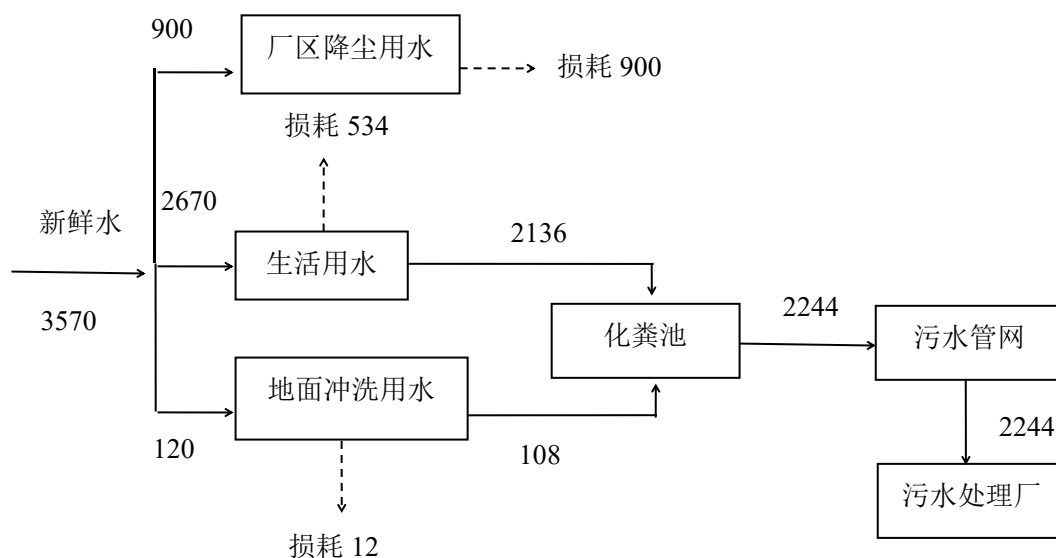 900
厂区降尘用水
损耗 900
损耗 534
2670
新鲜水
2136
生活用水
3570
2244
化粪池
污水管网
地面冲洗用水
120
108
2244
污水处理厂
损耗 12